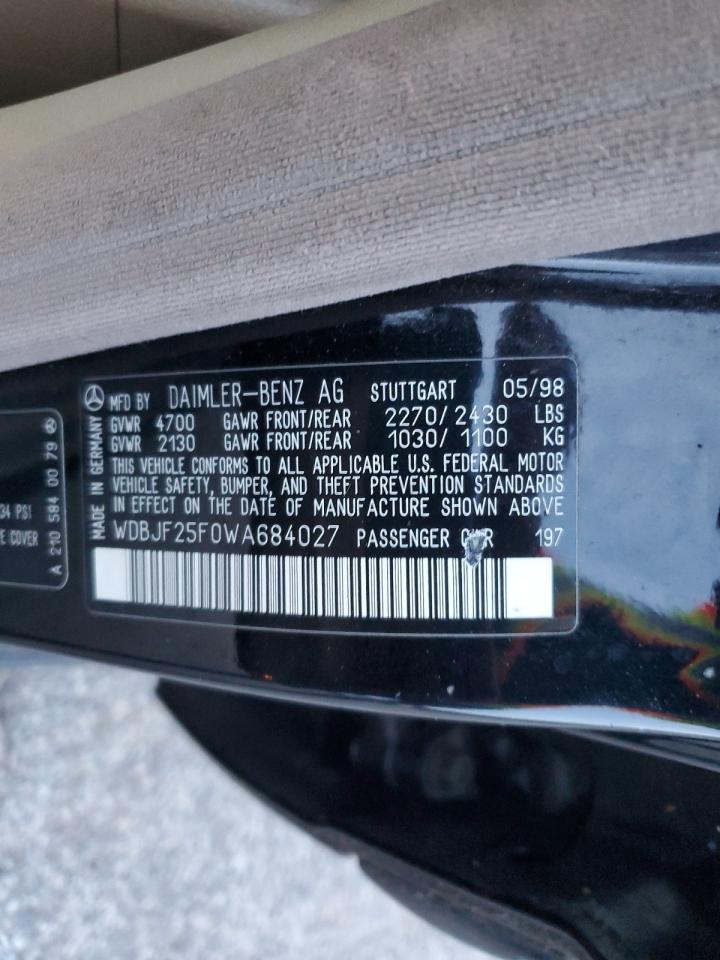 MFD BY DAIMLER-BENZ AG STUTTGART 05/98
GVWR 4700 GAWR FRONT/REAR 2270/2430 LBS
GVWR 2130 GAWR FRONT/REAR 1030/1100 KG
THIS VEHICLE CONFORMS TO ALL APPLICABLE U.S. FEDERAL MOTOR
VEHICLE SAFETY, BUMPER, AND THEFT PREVENTION STANDARDS
IN EFFECT ON THE DATE OF MANUFACTURE SHOWN ABOVE
WDBJF25F0WA684027 PASSENGER CAR 197
MADE IN GERMANY
34 PSI
COVER
A 210 584 00 79